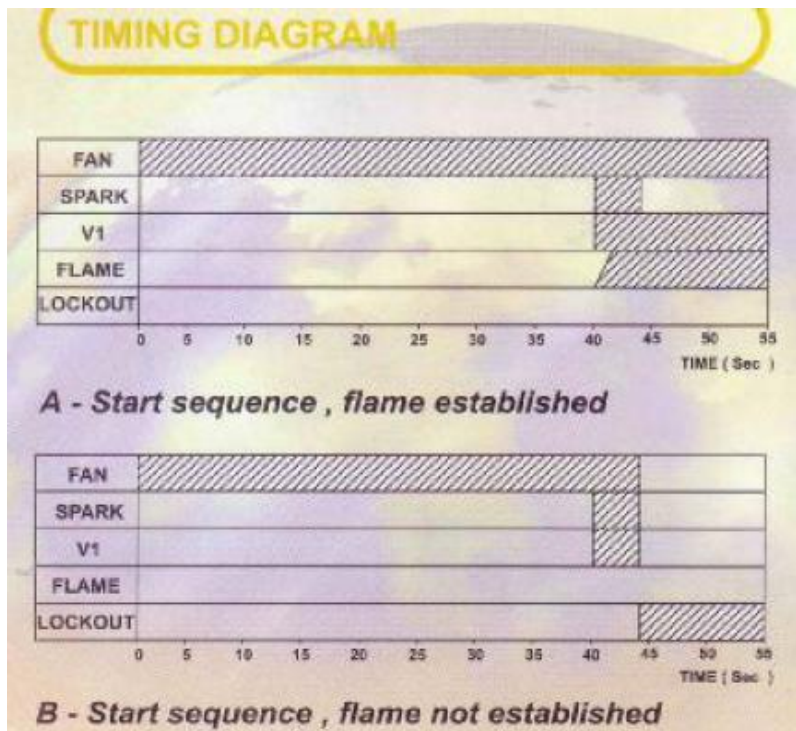 TIMING DIAGRAM
FAN
SPARK
V1
FLAME
LOCKOUT
0 5 10 15 20 25 30 35 40 45 50 55
TIME ( Sec )
A - Start sequence , flame established
FAN
SPARK
V1
FLAME
LOCKOUT
0 5 10 15 20 25 30 35 40 45 50 55
TIME ( Sec )
B - Start sequence , flame not established